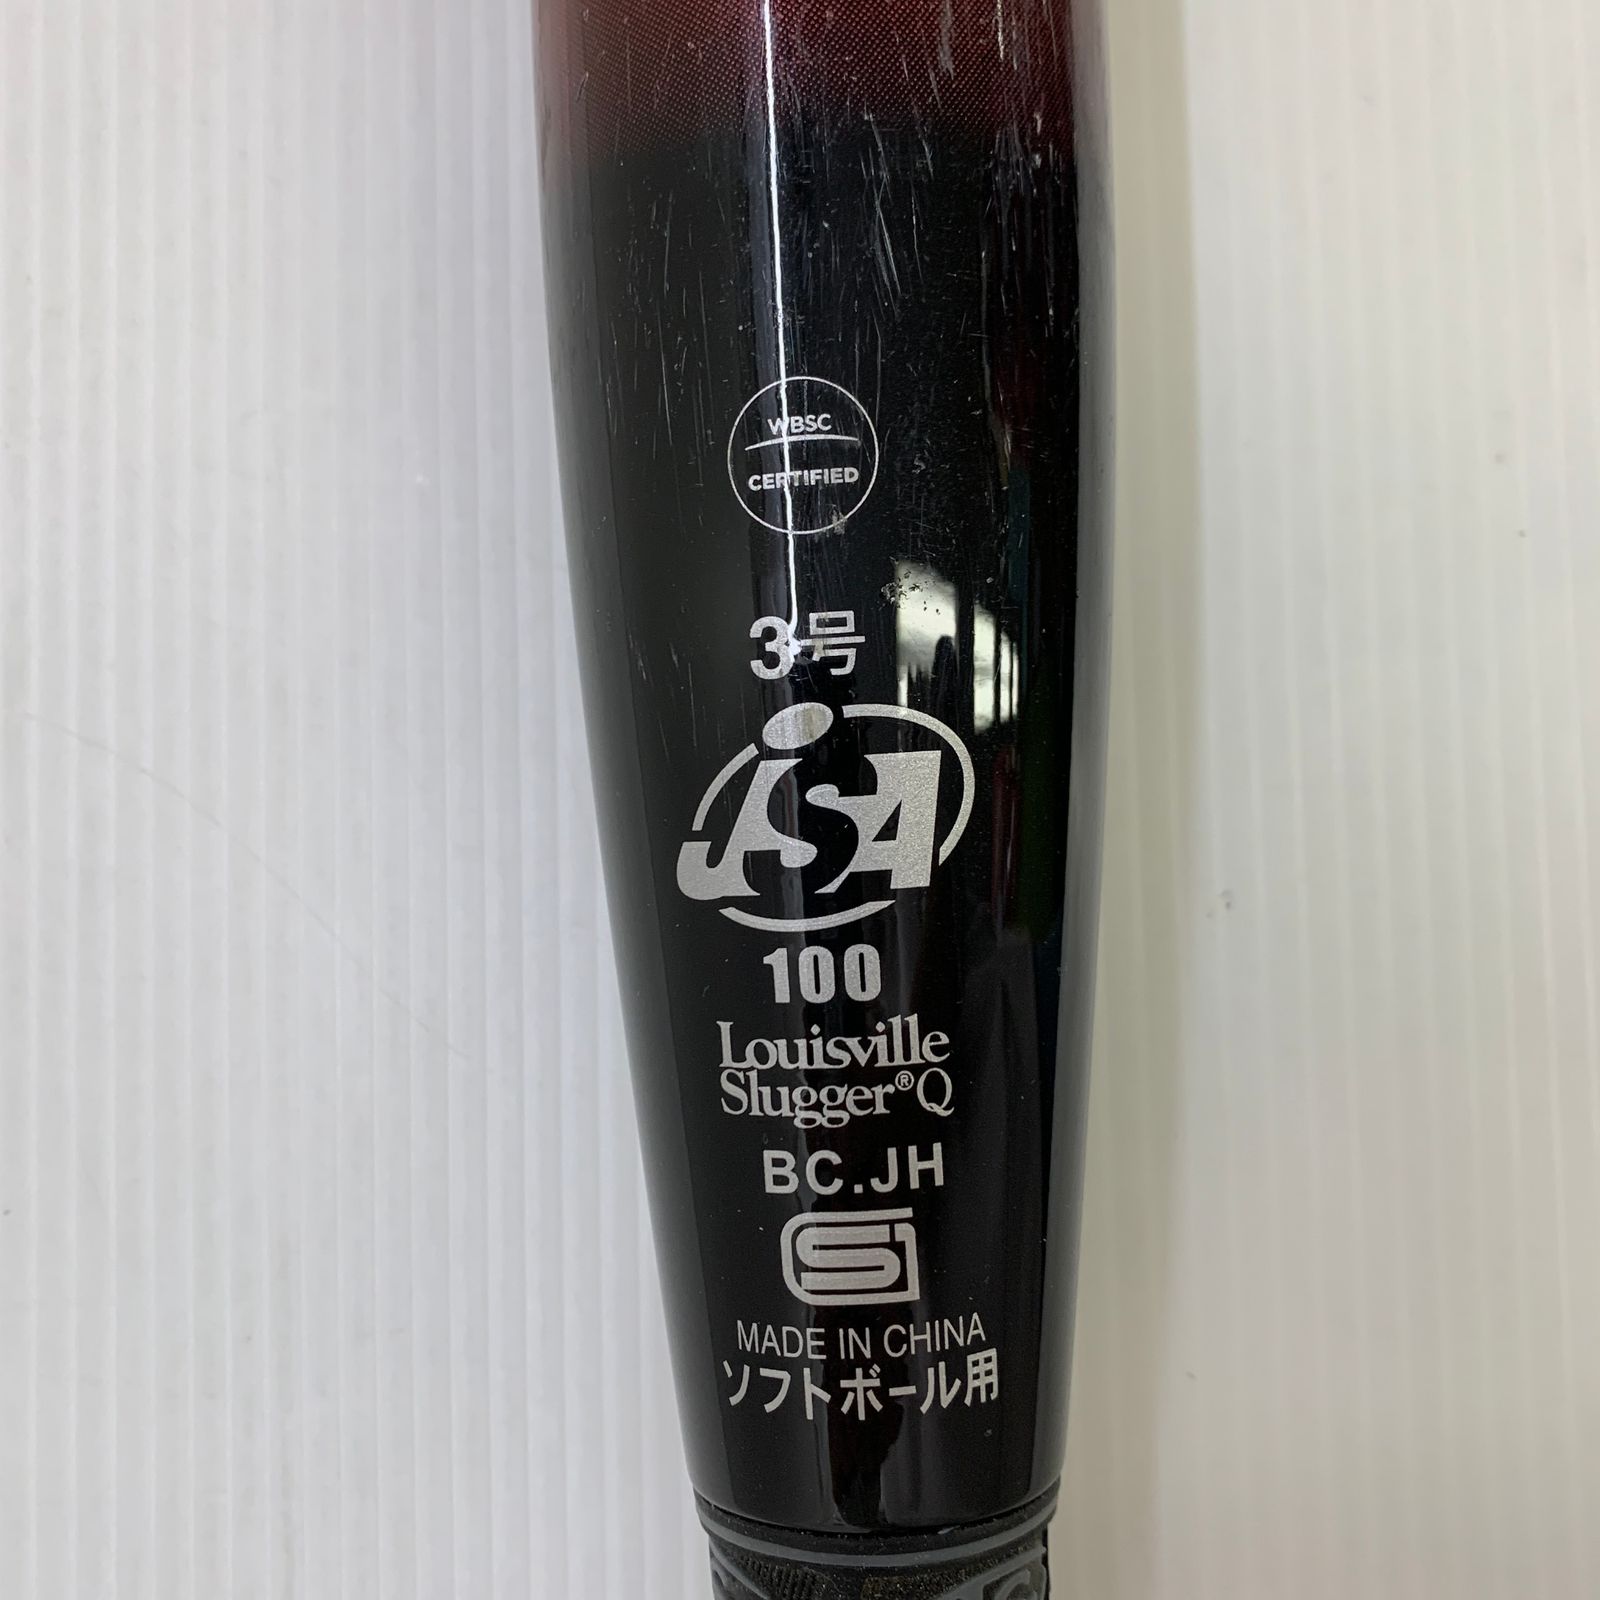 WBSC
CERTIFIED
3号
JSA
100
Louisville
Slugger®Q
BC.JH
SG
MADE IN CHINA
ソフトボール用